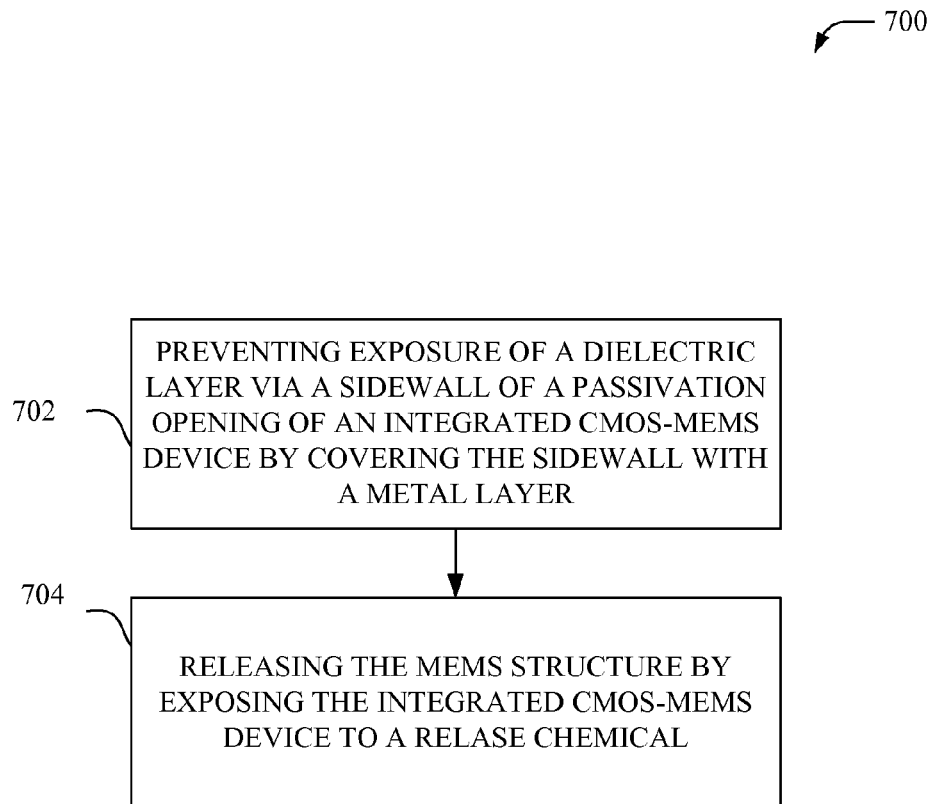 700
702
PREVENTING EXPOSURE OF A DIELECTRIC
LAYER VIA A SIDEWALL OF A PASSIVATION
OPENING OF AN INTEGRATED CMOS-MEMS
DEVICE BY COVERING THE SIDEWALL WITH
A METAL LAYER
704
RELEASING THE MEMS STRUCTURE BY
EXPOSING THE INTEGRATED CMOS-MEMS
DEVICE TO A RELASE CHEMICAL